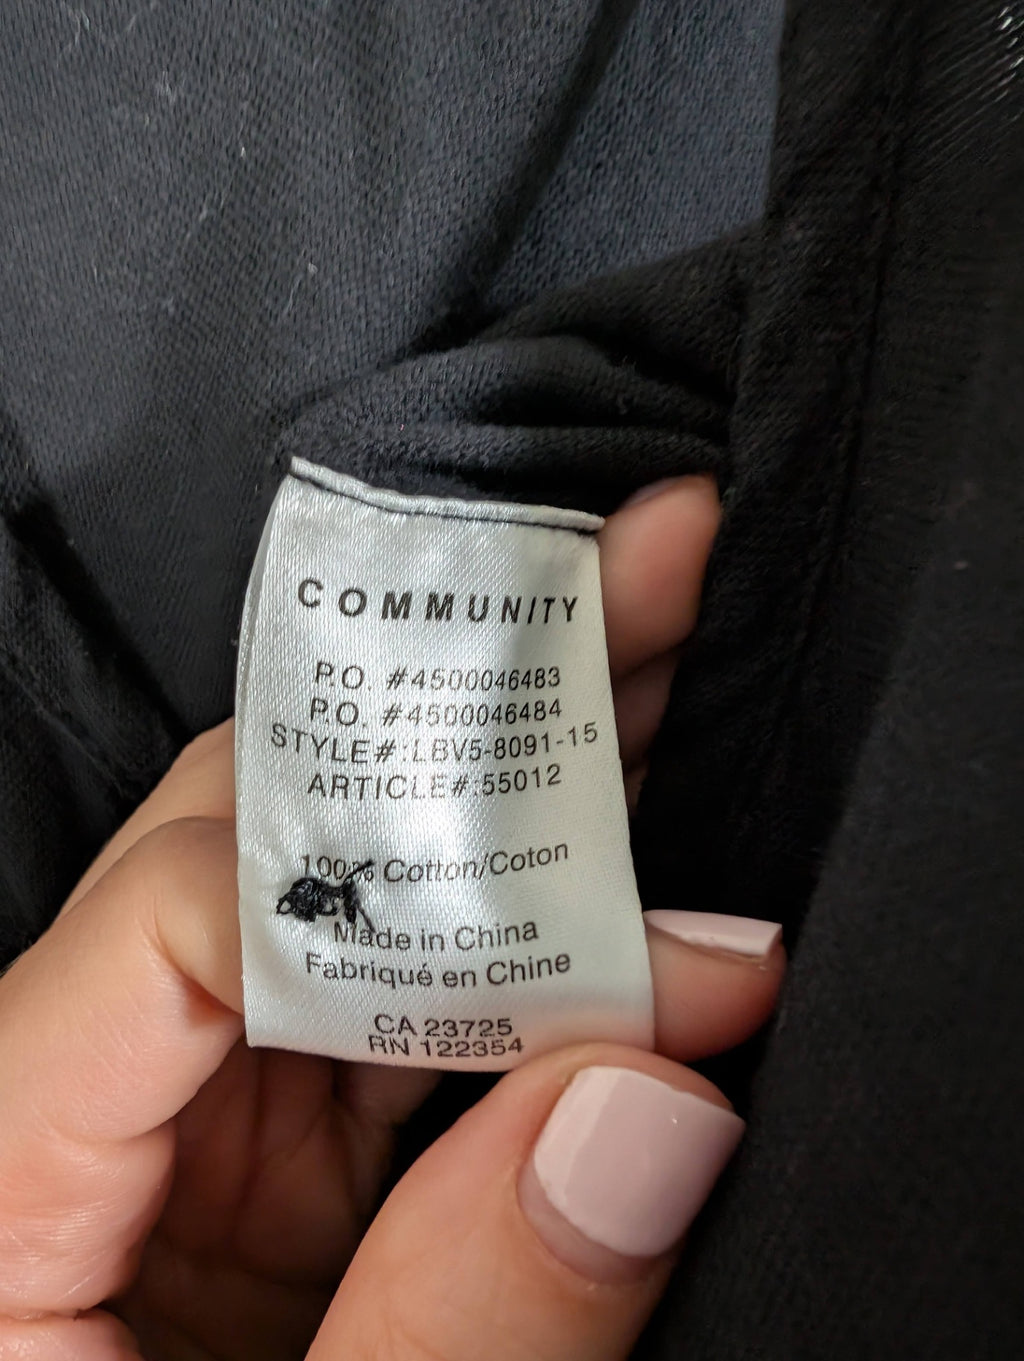 COMMUNITY
P.O. #4500046483
P.O. #4500046484
STYLE#:LBV5-8091-15
ARTICLE#:55012
100% Cotton/Coton
Made in China
Fabriqué en Chine
CA 23725
RN 122354